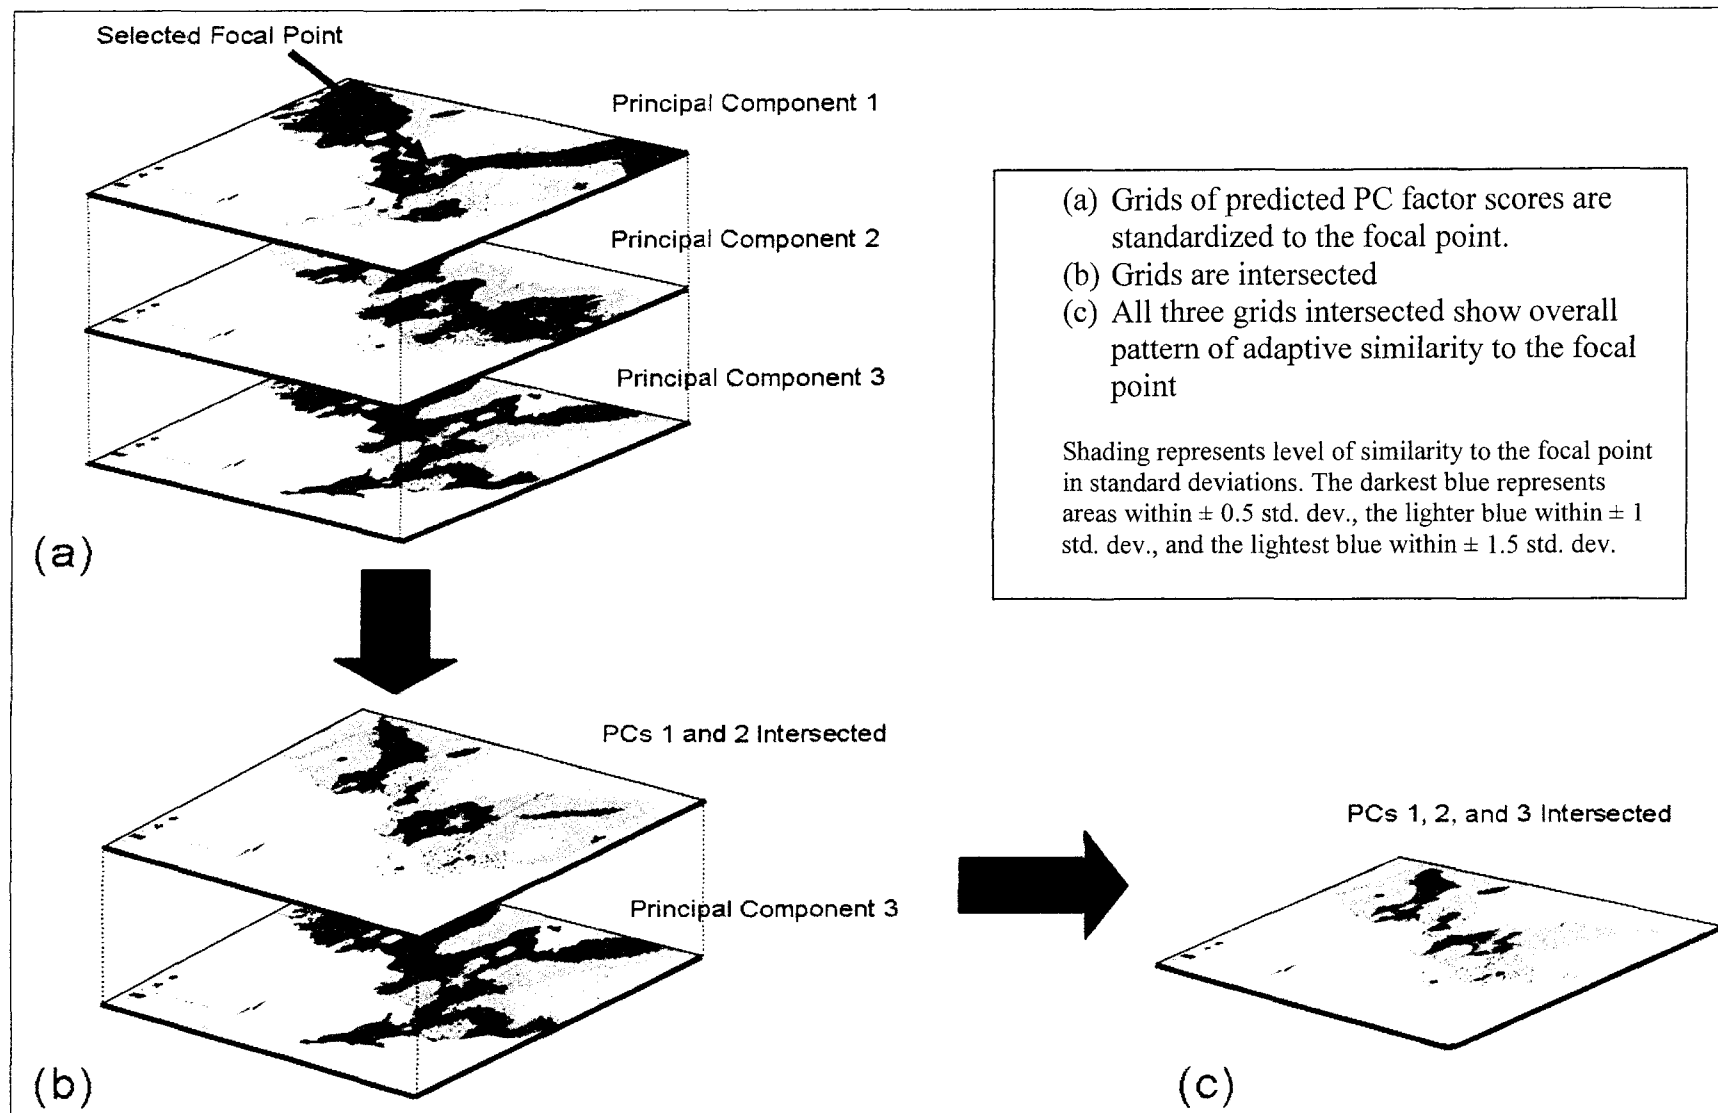 Selected Focal Point
Principal Component 1
Principal Component 2
Principal Component 3
(a)
(a) Grids of predicted PC factor scores are
standardized to the focal point.
(b) Grids are intersected
(c) All three grids intersected show overall
pattern of adaptive similarity to the focal
point
Shading represents level of similarity to the focal point
in standard deviations. The darkest blue represents
areas within ± 0.5 std. dev., the lighter blue within ± 1
std. dev., and the lightest blue within ± 1.5 std. dev.
PCs 1 and 2 Intersected
Principal Component 3
(b)
PCs 1, 2, and 3 Intersected
(c)